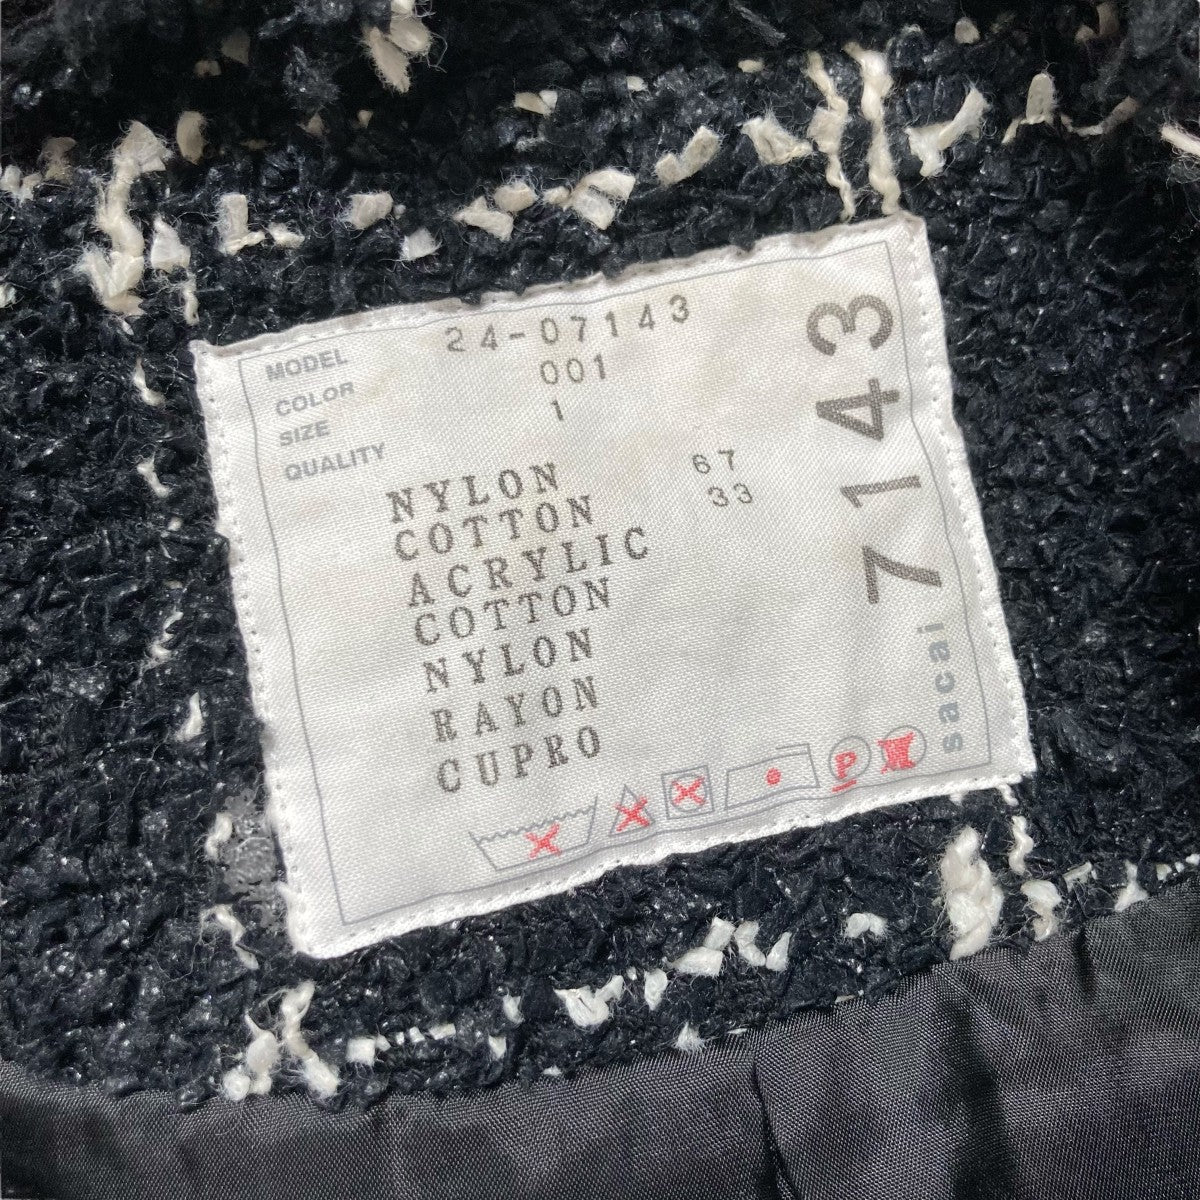 MODEL 24-07143
COLOR 001
SIZE 1
QUALITY
NYLON 67
COTTON 33
ACRYLIC
COTTON
NYLON
RAYON
CUPRO
P
7143
sacai